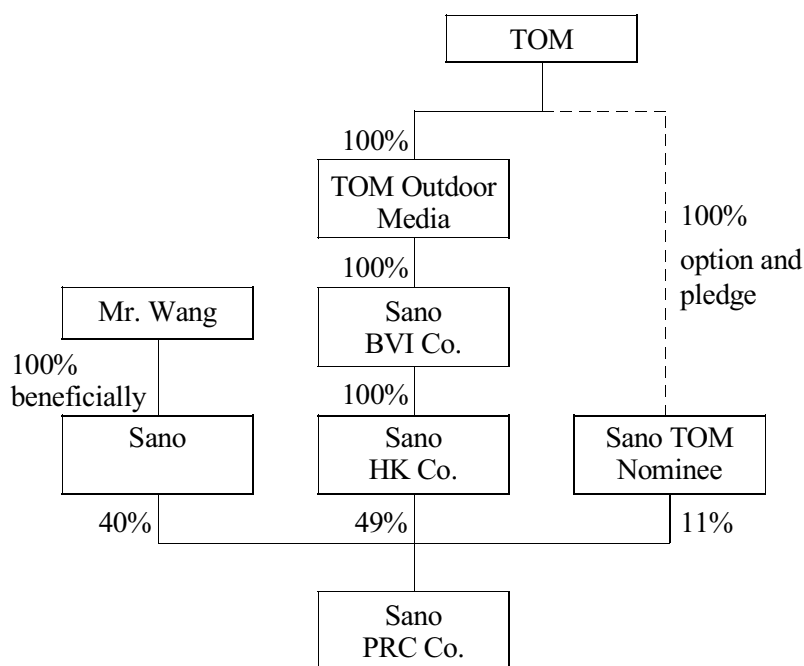 TOM
100%
TOM Outdoor
Media
100%
option and
pledge
100%
Mr. Wang
Sano
BVI Co.
100%
beneficially
100%
Sano
Sano
HK Co.
Sano TOM
Nominee
40%
49%
11%
Sano
PRC Co.